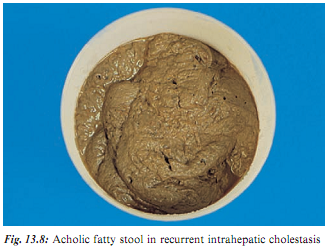 Fig. 13.8: Acholic fatty stool in recurrent intrahepatic cholestasis